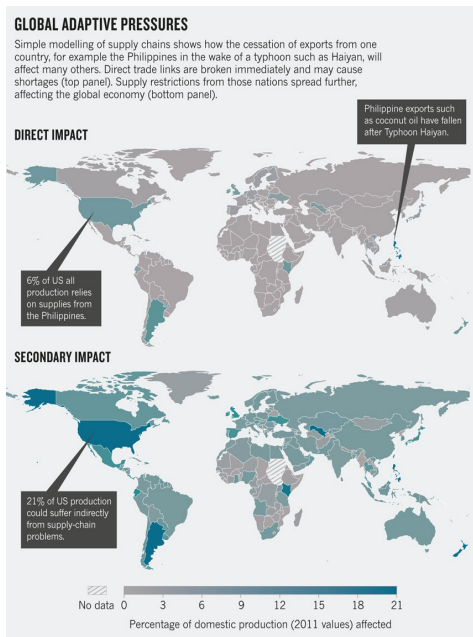 GLOBAL ADAPTIVE PRESSURES
Simple modelling of supply chains shows how the cessation of exports from one
country, for example the Philippines in the wake of a typhoon such as Haiyan, will
affect many others. Direct trade links are broken immediately and may cause
shortages (top panel). Supply restrictions from those nations spread further,
affecting the global economy (bottom panel).
Philippine exports such
as coconut oil have fallen
after Typhoon Haiyan.
DIRECT IMPACT
6% of US all
production relies
on supplies from
the Philippines.
SECONDARY IMPACT
21% of US production
could suffer indirectly
from supply-chain
problems.
No data 0 3 6 9 12 15 18 21
Percentage of domestic production (2011 values) affected